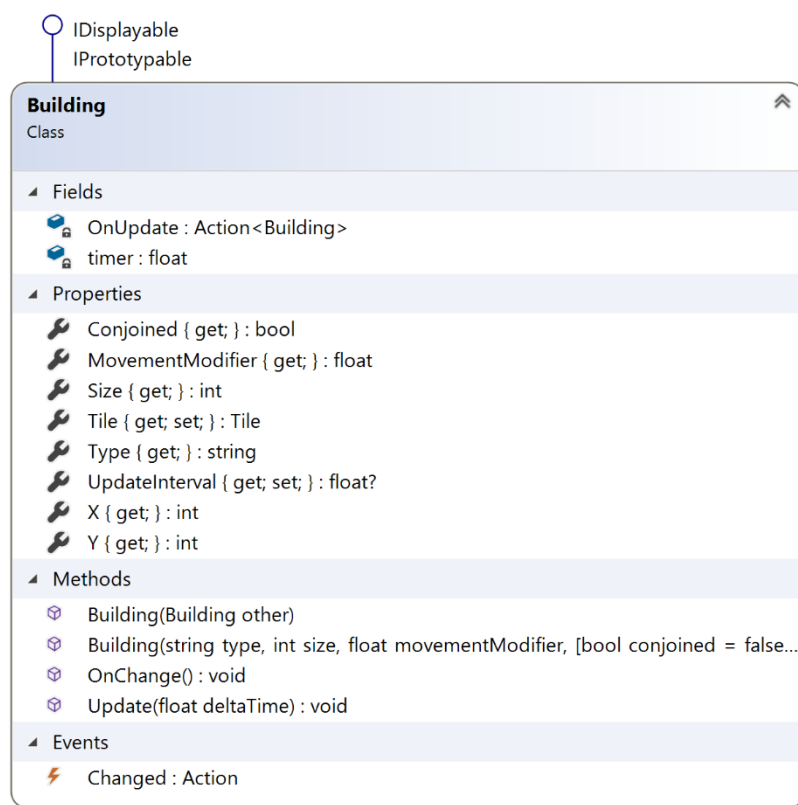 IDisplayable
IPrototypable
Building
Class
Fields
OnUpdate : Action<Building>
timer : float
Properties
Conjoined { get; } : bool
MovementModifier { get; } : float
Size { get; } : int
Tile { get; set; } : Tile
Type { get; } : string
UpdateInterval { get; set; } : float?
X { get; } : int
Y { get; } : int
Methods
Building(Building other)
Building(string type, int size, float movementModifier, [bool conjoined = false...
OnChange() : void
Update(float deltaTime) : void
Events
Changed : Action